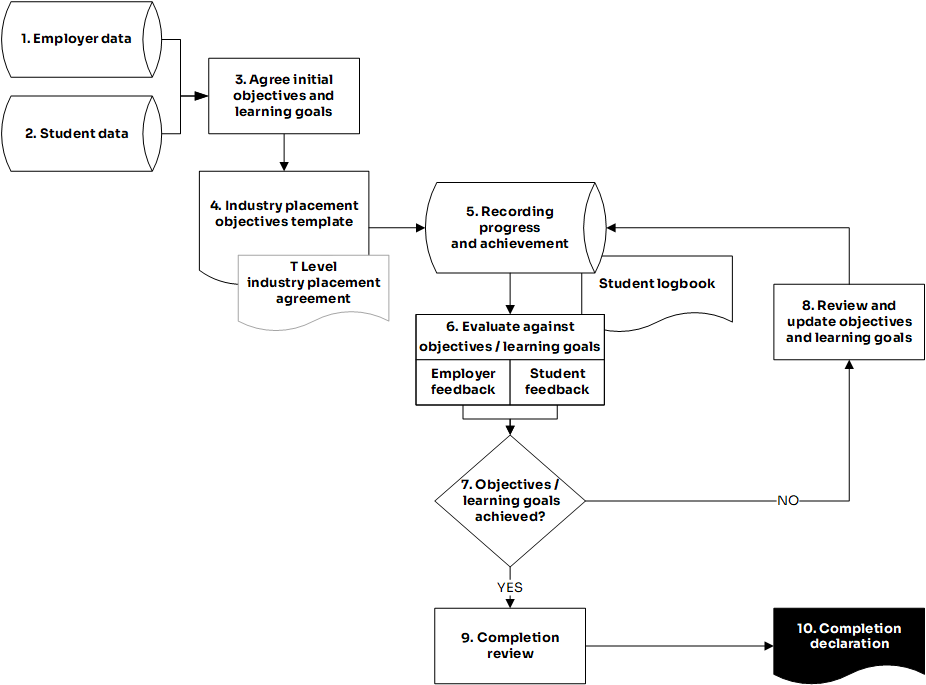 1. Employer data
2. Student data
3. Agree initial
objectives and
learning goals
4. Industry placement
objectives template
T Level
industry placement
agreement
5. Recording
progress
and achievement
Student logbook
6. Evaluate against
objectives / learning goals
Employer
feedback
Student
feedback
7. Objectives /
learning goals
achieved?
NO
8. Review and
update objectives
and learning goals
YES
9. Completion
review
10. Completion
declaration